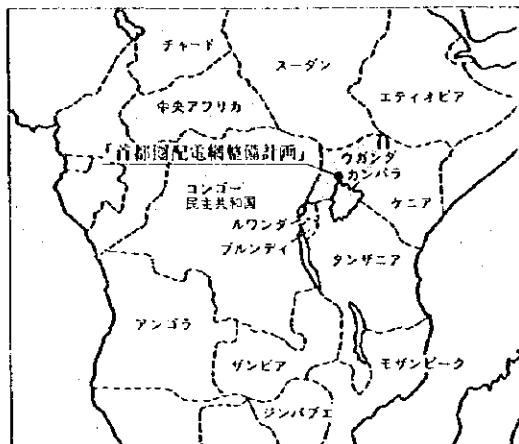 チャード
スーダン
エティオピア
中央アフリカ
「首都圏配電網整備計画」
ウガンダ
カンパラ
コンゴー
民主共和国
ケニア
ルワンダ
ブルンディ
タンザニア
アンゴラ
ザンビア
モザンビーク
ジンバブエ